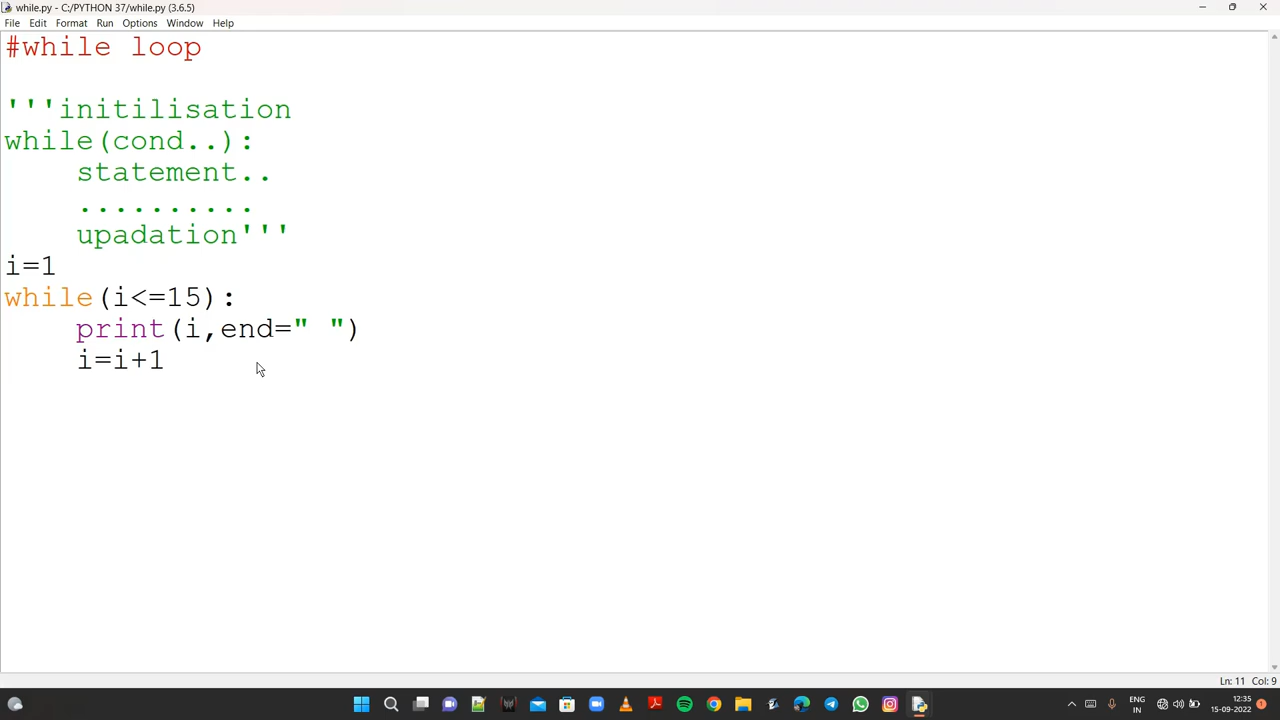 while.py - C:/PYTHON 37/while.py (3.6.5)
File Edit Format Run Options Window Help
#while loop
'''initilisation
while(cond..):
    statement..
    ..........
    upadation'''
i=1
while(i<=15):
    print(i,end=" ")
    i=i+1
Ln: 11 Col: 9
ENG
IN
12:35
15-09-2022
1